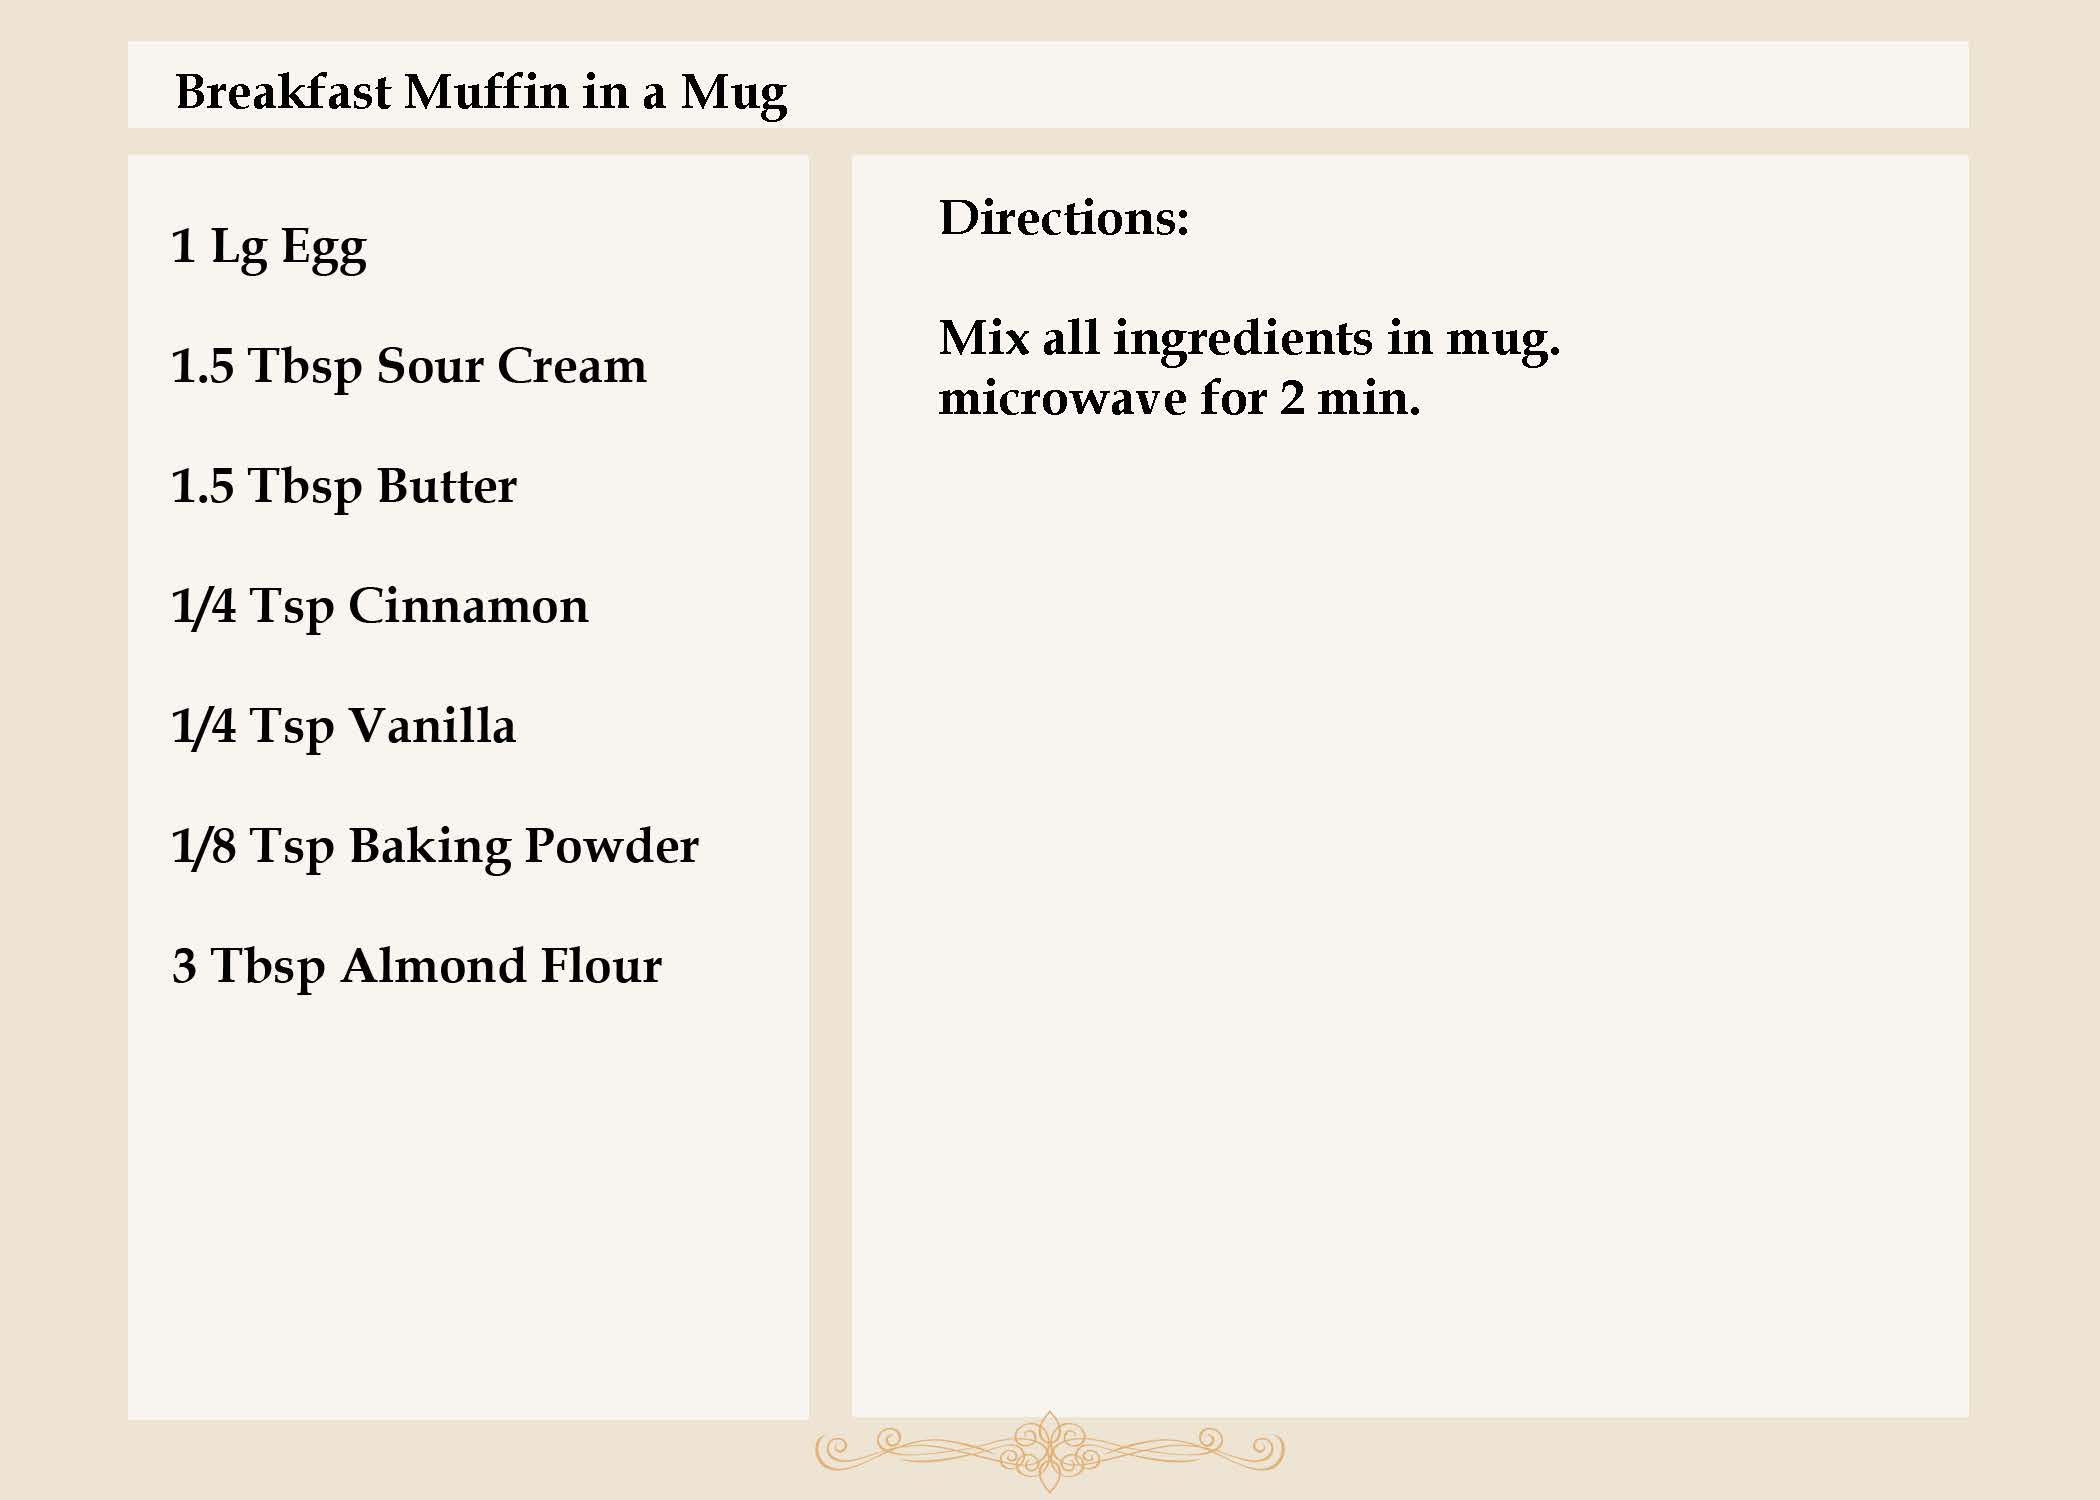 Breakfast Muffin in a Mug
1 Lg Egg
1.5 Tbsp Sour Cream
1.5 Tbsp Butter
1/4 Tsp Cinnamon
1/4 Tsp Vanilla
1/8 Tsp Baking Powder
3 Tbsp Almond Flour
Directions:
Mix all ingredients in mug.
microwave for 2 min.